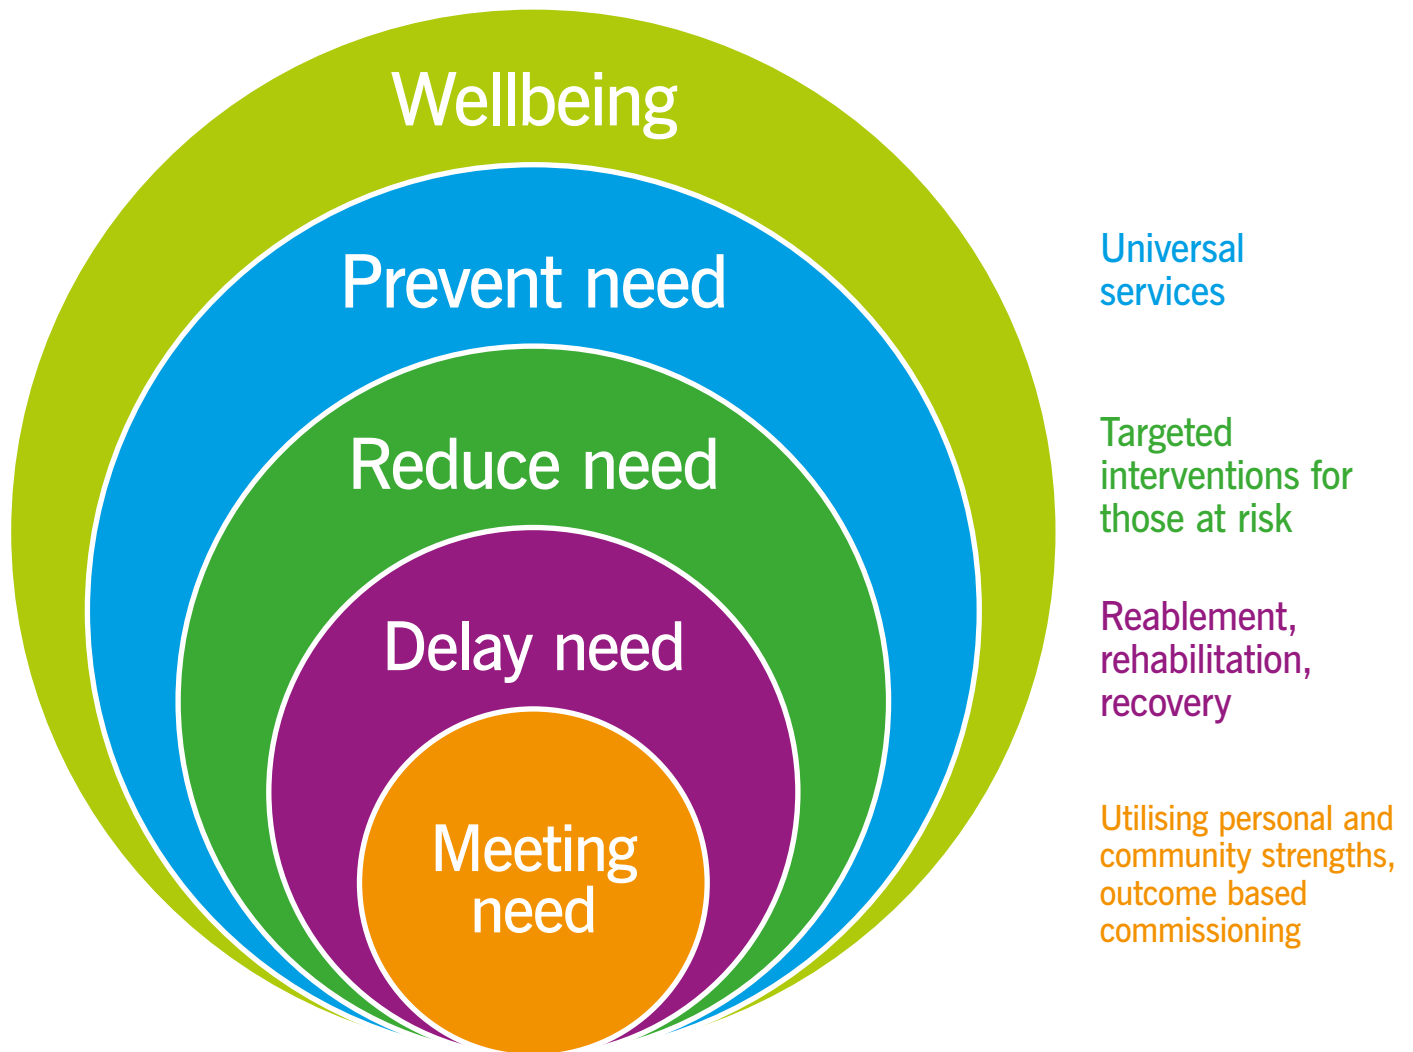 Wellbeing
Prevent need
Universal
services
Reduce need
Targeted
interventions for
those at risk
Delay need
Reablement,
rehabilitation,
recovery
Meeting
need
Utilising personal and
community strengths,
outcome based
commissioning